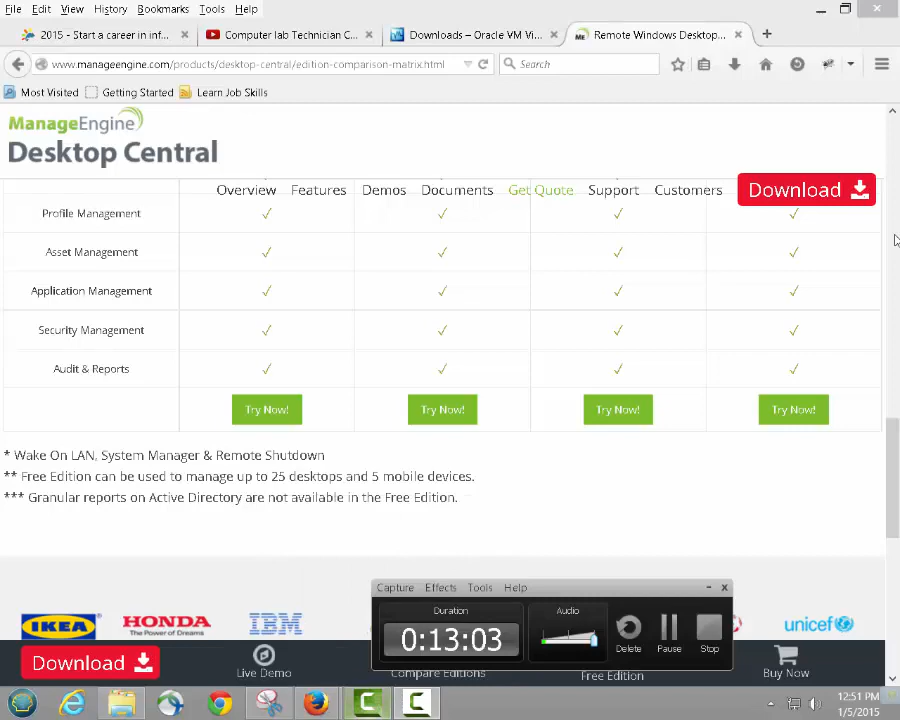 File Edit View History Bookmarks Tools Help
2015 - Start a career in inf...
Computer lab Technician C...
Downloads – Oracle VM Vi...
Remote Windows Desktop...
www.manageengine.com/products/desktop-central/edition-comparison-matrix.html
Search
Most Visited Getting Started Learn Job Skills
ManageEngine
Desktop Central
Overview Features Demos Documents Get Quote Support Customers Download
Profile Management ✓ ✓ ✓ ✓
Asset Management ✓ ✓ ✓ ✓
Application Management ✓ ✓ ✓ ✓
Security Management ✓ ✓ ✓ ✓
Audit & Reports ✓ ✓ ✓ ✓
Try Now! Try Now! Try Now! Try Now!
* Wake On LAN, System Manager & Remote Shutdown
** Free Edition can be used to manage up to 25 desktops and 5 mobile devices.
*** Granular reports on Active Directory are not available in the Free Edition.
Capture Effects Tools Help
Duration Audio
0:13:03
Delete Pause Stop
IKEA HONDA IBM unicef
The Power of Dreams
Download
Live Demo Compare Editions Free Edition Buy Now
12:51 PM
1/5/2015